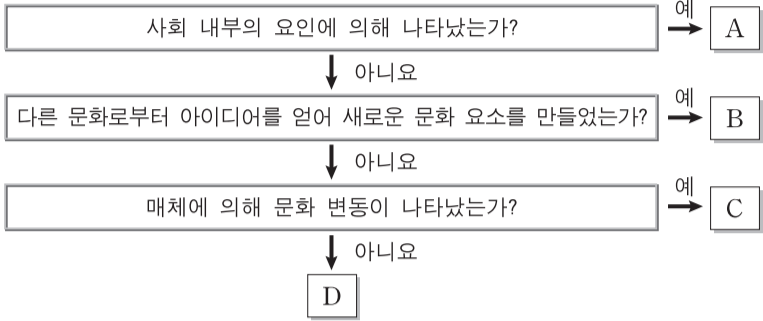 사회 내부의 요인에 의해 나타났는가?
예
A
아니요
다른 문화로부터 아이디어를 얻어 새로운 문화 요소를 만들었는가?
예
B
아니요
매체에 의해 문화 변동이 나타났는가?
예
C
아니요
D